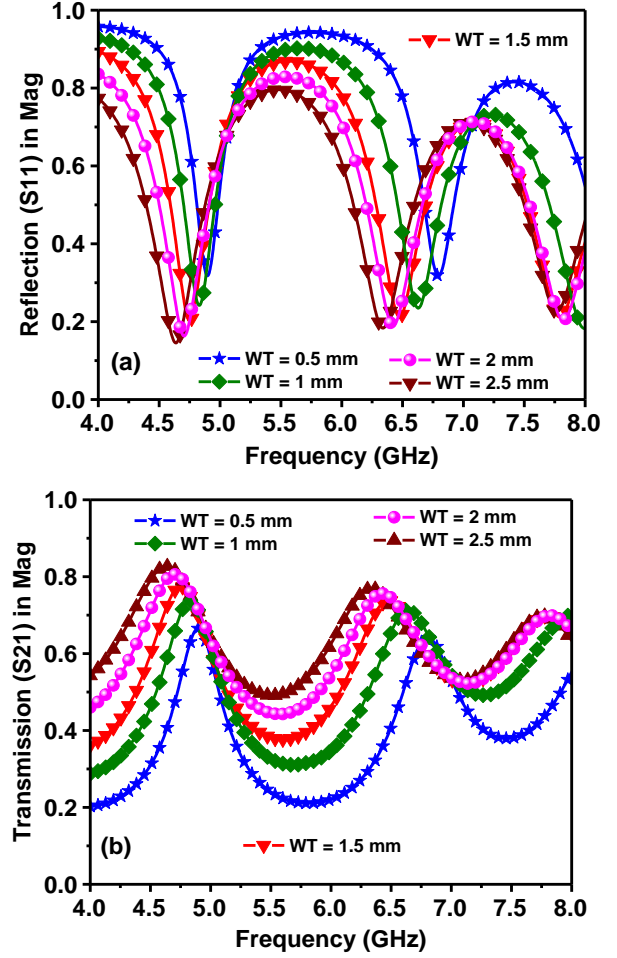 1.0
WT = 1.5 mm
0.8
0.6
0.4
0.2
0.0
Reflection (S11) in Mag
(a)
WT = 0.5 mm
WT = 1 mm
WT = 2 mm
WT = 2.5 mm
4.0 4.5 5.0 5.5 6.0 6.5 7.0 7.5 8.0
Frequency (GHz)
1.0
0.8
0.6
0.4
0.2
0.0
Transmission (S21) in Mag
WT = 0.5 mm
WT = 1 mm
WT = 2 mm
WT = 2.5 mm
(b)
WT = 1.5 mm
4.0 4.5 5.0 5.5 6.0 6.5 7.0 7.5 8.0
Frequency (GHz)